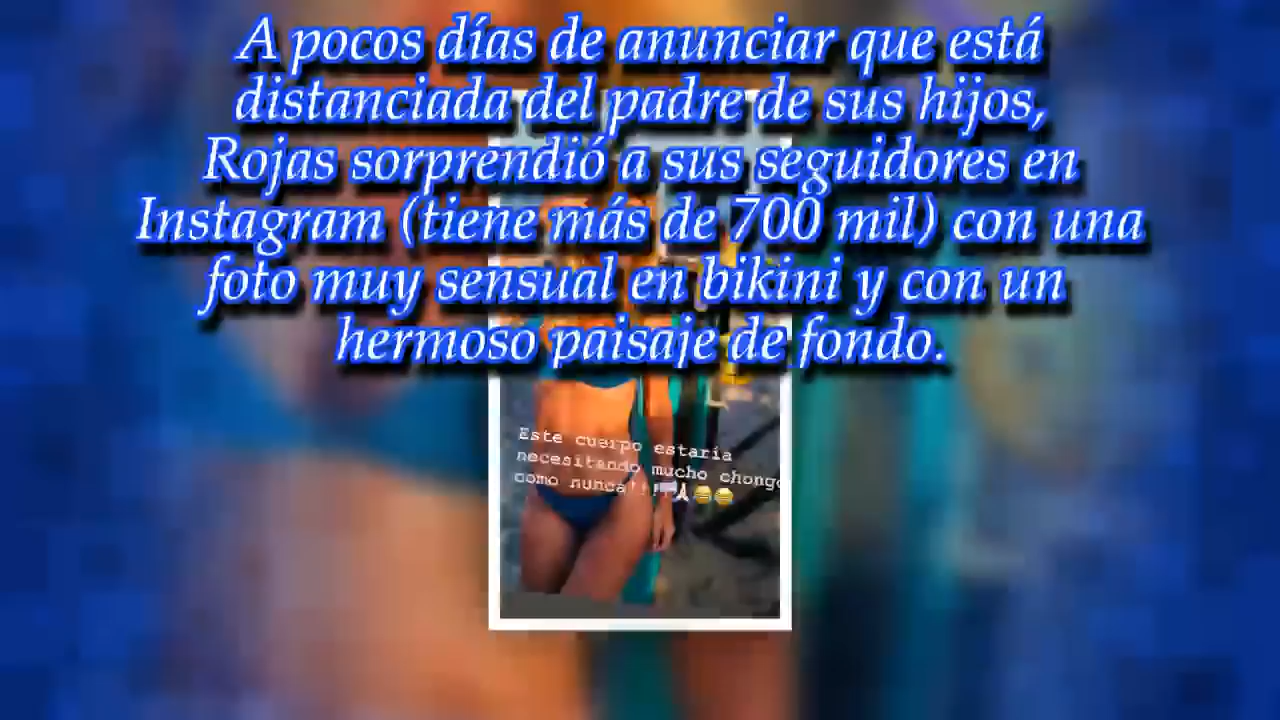 A pocos días de anunciar que está
distanciada del padre de sus hijos,
Rojas sorprendió a sus seguidores en
Instagram (tiene más de 700 mil) con una
foto muy sensual en bikini y con un
hermoso paisaje de fondo.
Este cuerpo estaría
necesitando mucho chongo
como nunca!!!